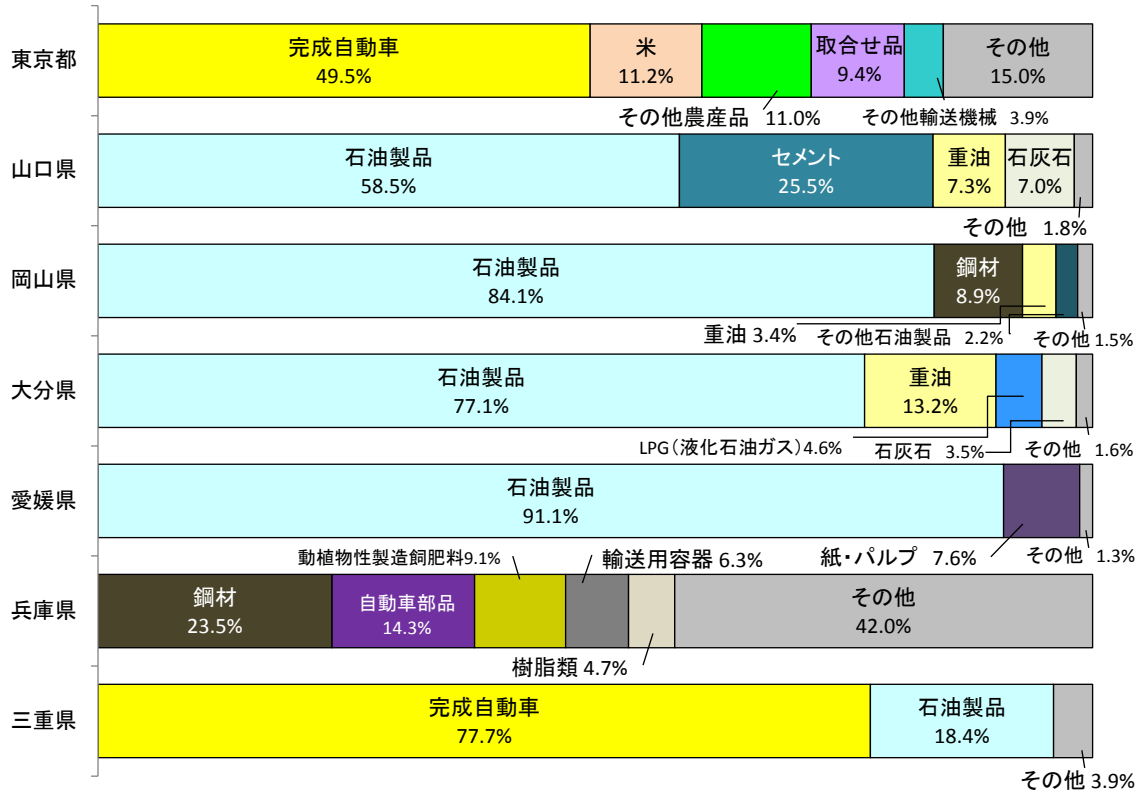 東京都
完成自動車
49.5%
米
11.2%
その他農産品 11.0%
取合せ品
9.4%
その他輸送機械 3.9%
その他
15.0%
山口県
石油製品
58.5%
セメント
25.5%
重油
7.3%
石灰石
7.0%
その他 1.8%
岡山県
石油製品
84.1%
鋼材
8.9%
重油 3.4%
その他石油製品 2.2%
その他 1.5%
大分県
石油製品
77.1%
重油
13.2%
LPG(液化石油ガス)4.6%
石灰石 3.5%
その他 1.6%
愛媛県
石油製品
91.1%
紙・パルプ 7.6%
その他 1.3%
兵庫県
鋼材
23.5%
自動車部品
14.3%
動植物性製造飼肥料9.1%
輸送用容器 6.3%
樹脂類 4.7%
その他
42.0%
三重県
完成自動車
77.7%
石油製品
18.4%
その他 3.9%